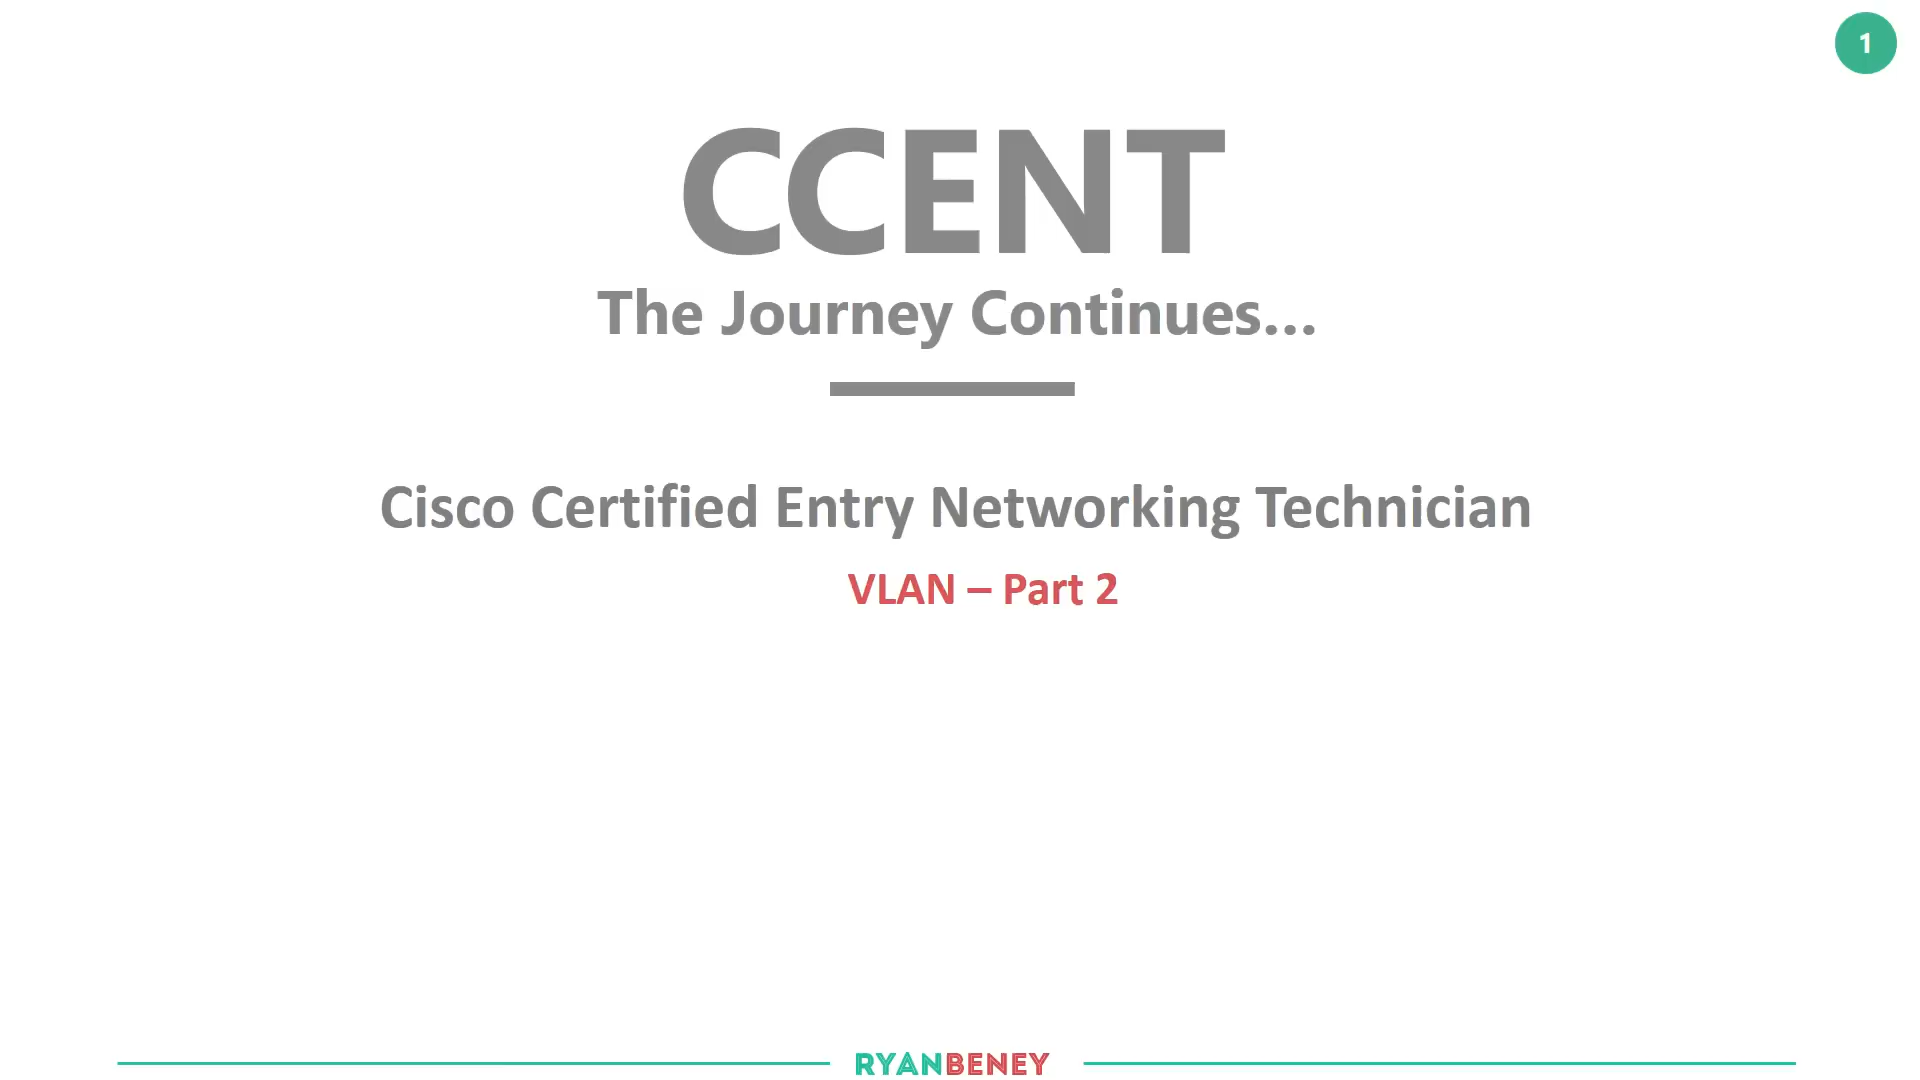 1
CCENT
The Journey Continues...
Cisco Certified Entry Networking Technician
VLAN – Part 2
RYANBENEY